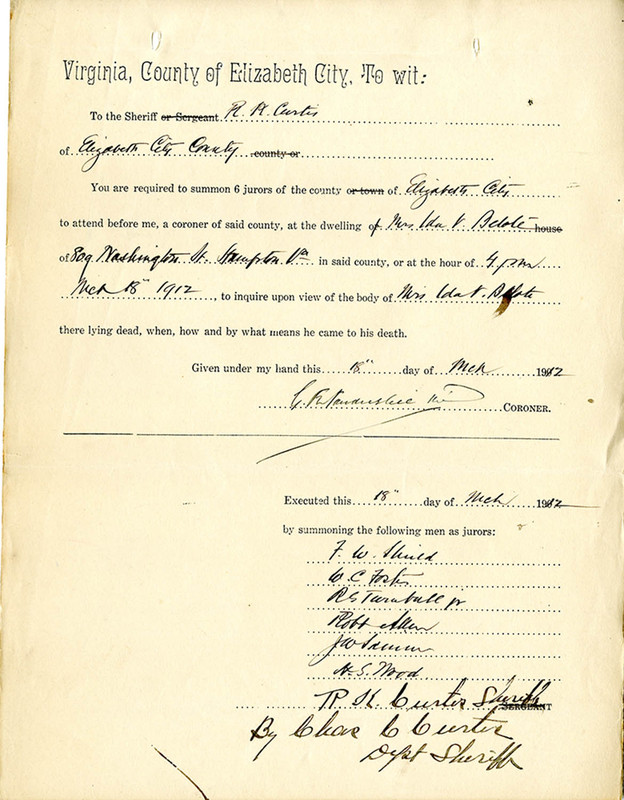 Virginia, County of Elizabeth City, To wit:
To the Sheriff or Sergeant R. K. Curtis
of Elizabeth City County county or
You are required to summon 6 jurors of the county or town of Elizabeth City
to attend before me, a coroner of said county, at the dwelling of Mrs Ida V. Belote house
of Washington St. Hampton Va in said county, or at the hour of 4 pm
Mch 18" 1912, to inquire upon view of the body of Mrs Ida V. Belote
there lying dead, when, how and by what means he came to his death.
Given under my hand this 18" day of Mch 1912
CORONER.
Executed this 18" day of Mch 1912
by summoning the following men as jurors:
F. W. Shield
W. C. Foster
R S Turnbull jr
Robt Allen
J W
H. S. Wood
R K Curtis Sheriff SERGEANT
By Chas C Curtis
Dept Sheriff